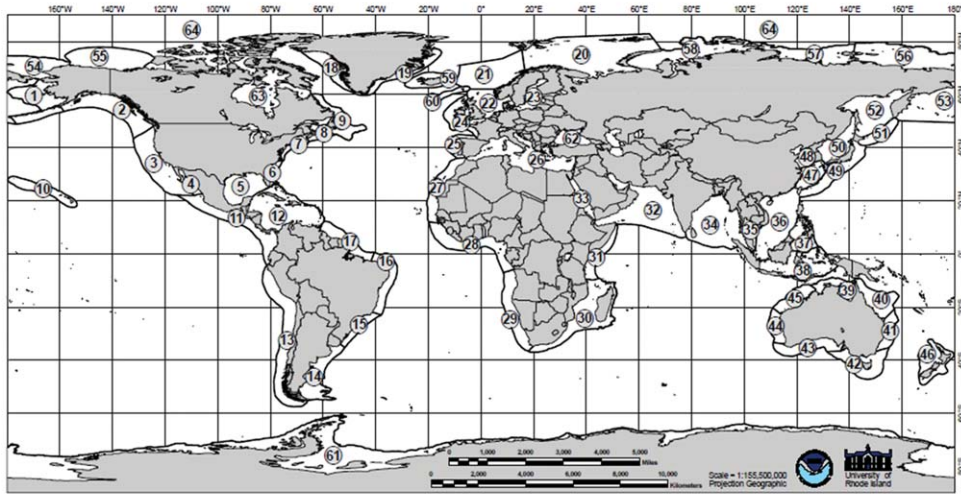 160°W 140°W 120°W 100°W 80°W 60°W 40°W 20°W 0° 20°E 40°E 60°E 80°E 100°E 120°E 140°E 160°E 180°
64 64
54 55 18 19 59 21 20 58 57 56
1 2 63 60 22 23 52 53
9 24 51
3 7 8 25 26 62 48 50
4 5 6 47 49
10 27 33 32 34 35 36
11 12 28 31 37
17 16 38
39
13 15 29 30 45 40
44 41
14 43 42 46
61
0 1,000 2,000 3,000 4,000 5,000
Miles
0 2,000 4,000 6,000 8,000 10,000
Kilometers
Scale = 1:155,500,000
Projection Geographic
University of
Rhode Island